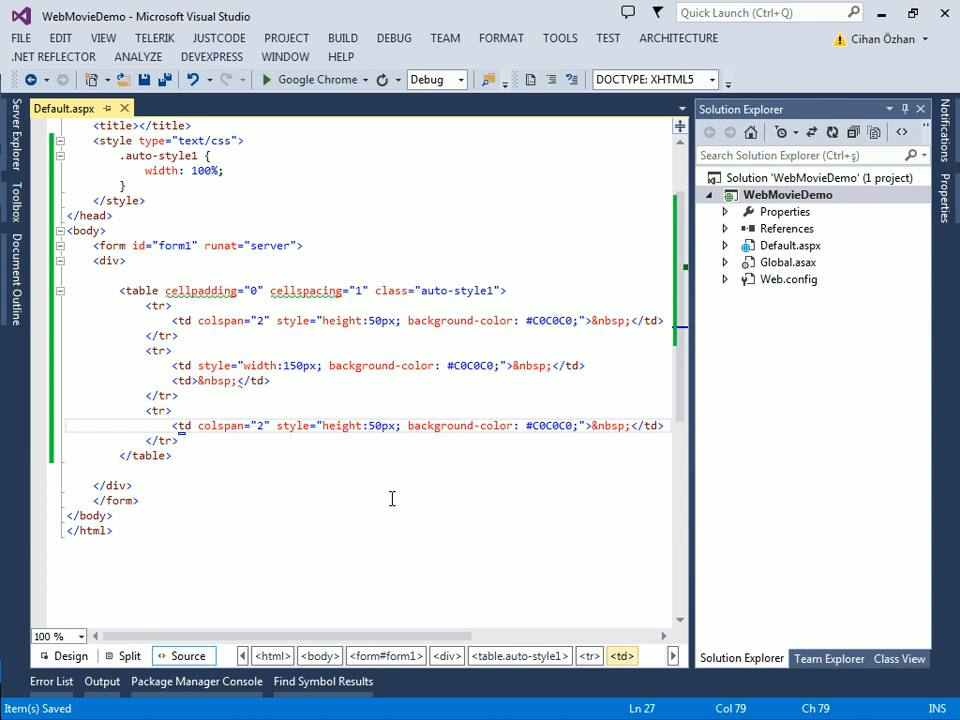 WebMovieDemo - Microsoft Visual Studio
Quick Launch (Ctrl+Q)
FILE EDIT VIEW TELERIK JUSTCODE PROJECT BUILD DEBUG TEAM FORMAT TOOLS TEST ARCHITECTURE
Cihan Özhan
.NET REFLECTOR ANALYZE DEVEXPRESS WINDOW HELP
Google Chrome Debug DOCTYPE: XHTML5
Server Explorer
Toolbox
Document Outline
Default.aspx
<title></title>
<style type="text/css">
.auto-style1 {
width: 100%;
}
</style>
</head>
<body>
<form id="form1" runat="server">
<div>
<table cellpadding="0" cellspacing="1" class="auto-style1">
<tr>
<td colspan="2" style="height:50px; background-color: #C0C0C0;">&nbsp;</td>
</tr>
<tr>
<td style="width:150px; background-color: #C0C0C0;">&nbsp;</td>
<td>&nbsp;</td>
</tr>
<tr>
<td colspan="2" style="height:50px; background-color: #C0C0C0;">&nbsp;</td>
</tr>
</table>
</div>
</form>
</body>
</html>
100 %
Design Split Source <html> <body> <form#form1> <div> <table.auto-style1> <tr> <td>
Solution Explorer
Search Solution Explorer (Ctrl+ş)
Solution 'WebMovieDemo' (1 project)
WebMovieDemo
Properties
References
Default.aspx
Global.asax
Web.config
Solution Explorer Team Explorer Class View
Notifications
Properties
Error List Output Package Manager Console Find Symbol Results
Item(s) Saved Ln 27 Col 79 Ch 79 INS